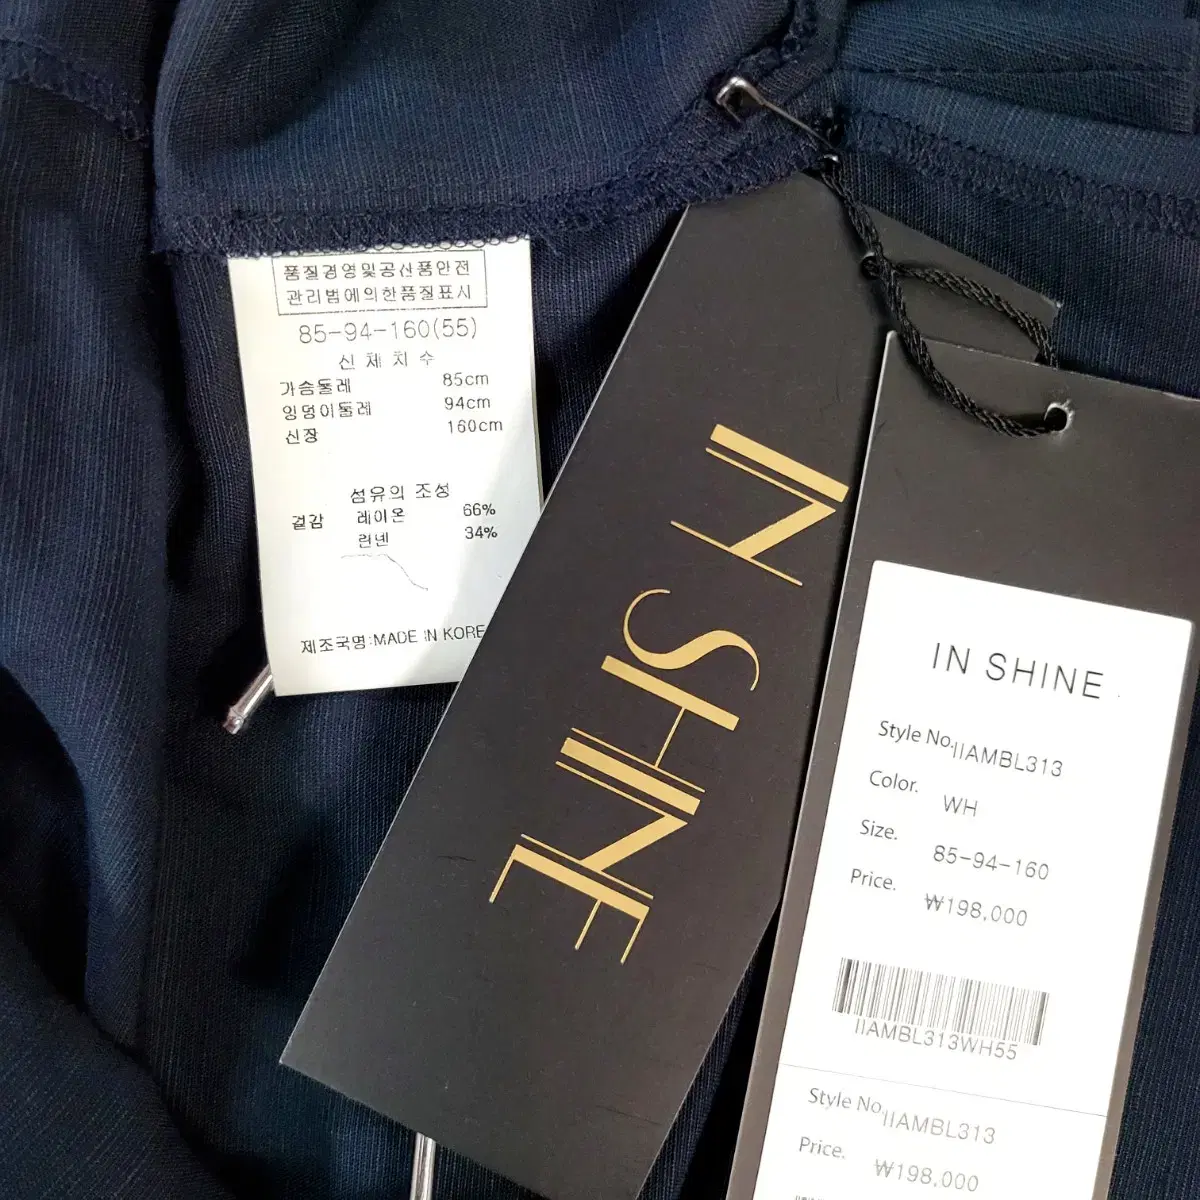 품질경영및공산품안전
관리법에의한품질표시
85-94-160(55)
신 체 치 수
가슴둘레 85cm
엉덩이둘레 94cm
신장 160cm
섬유의 조성
겉감 레이온 66%
린넨 34%
제조국명:MADE IN KORE
IN SHINE
IN SHINE
Style No. IIAMBL313
Color. WH
Size. 85-94-160
Price. ₩198,000
IIAMBL313WH55
Style No. IIAMBL313
Price. ₩198,000